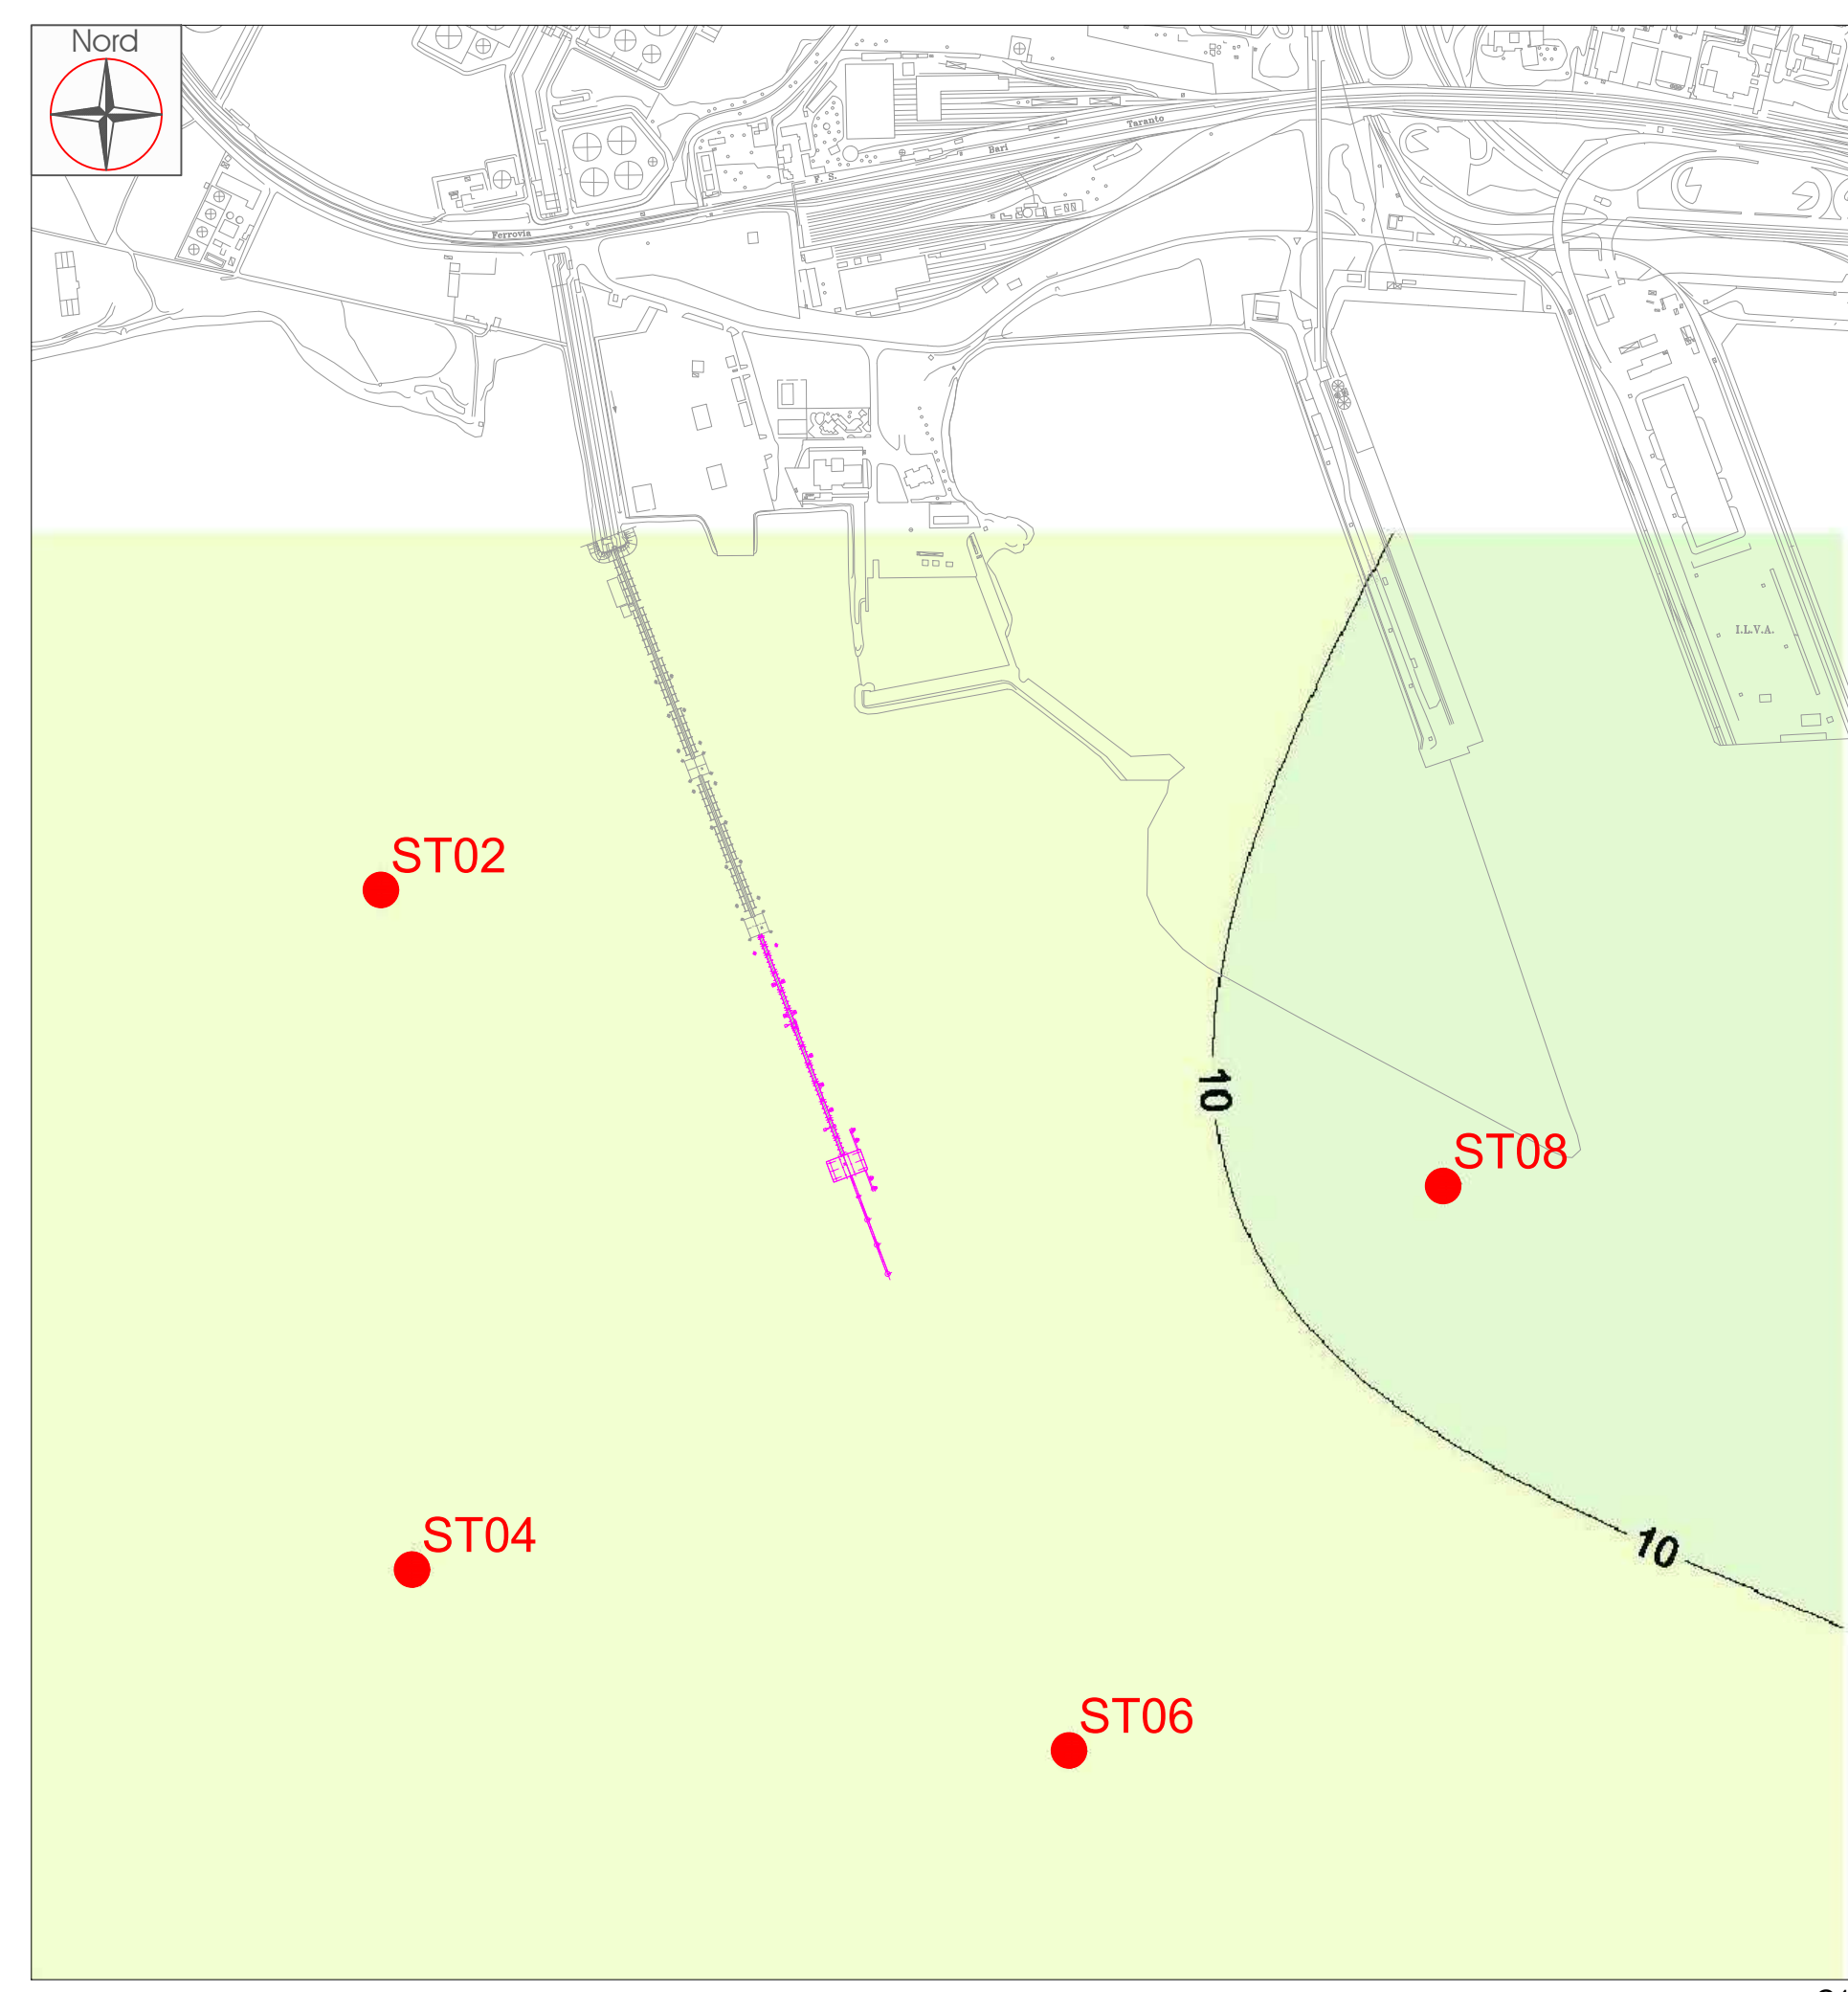 Nord
Taranto
Bari
F. S.
Ferrovia
I.L.V.A.
ST02
10
ST08
ST04
10
ST06